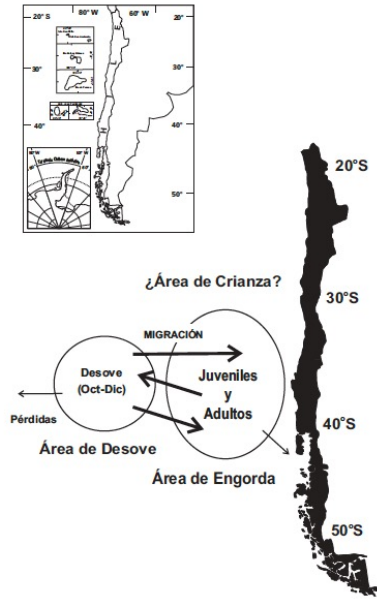 80° W
60° W
20° S
20°
30°
30°
40°
40°
50°
C H I L E
20°S
¿Área de Crianza?
30°S
MIGRACIÓN
Desove
(Oct-Dic)
Juveniles
y
Adultos
Pérdidas
40°S
Área de Desove
Área de Engorda
50°S